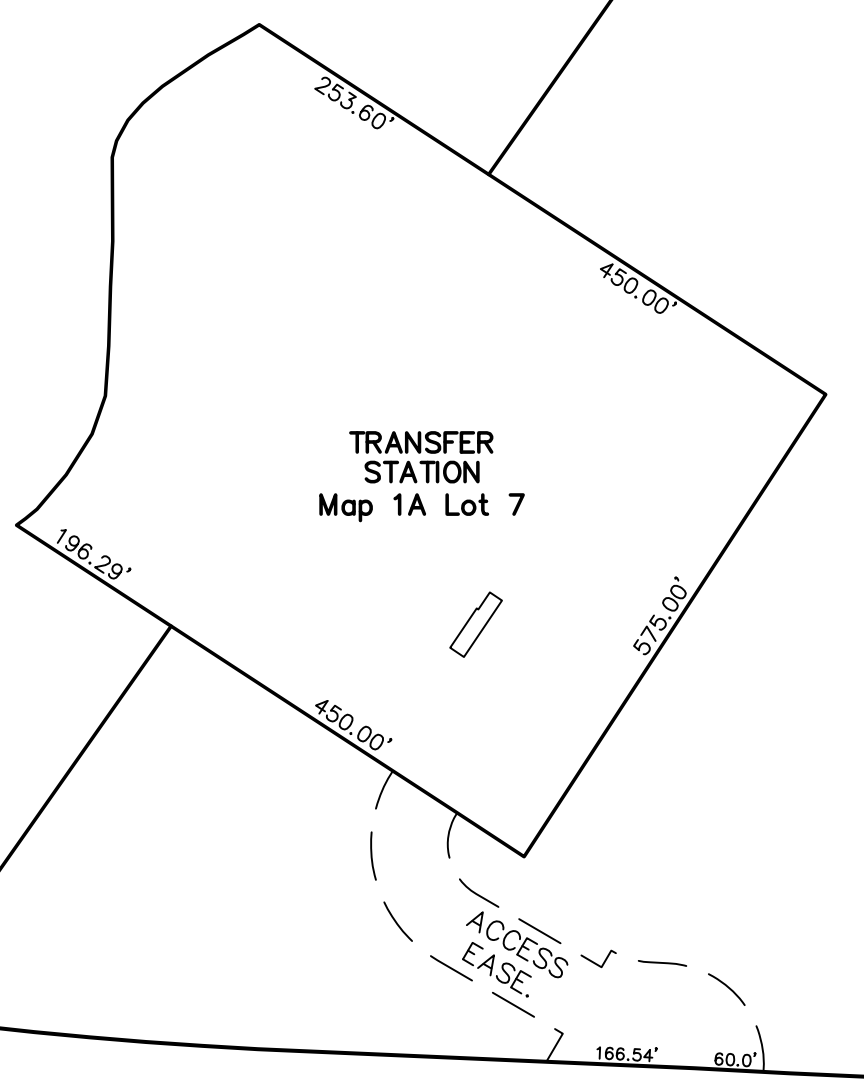 253.60'
450.00'
TRANSFER
STATION
Map 1A Lot 7
196.29'
575.00'
450.00'
ACCESS
EASE.
166.54'
60.0'